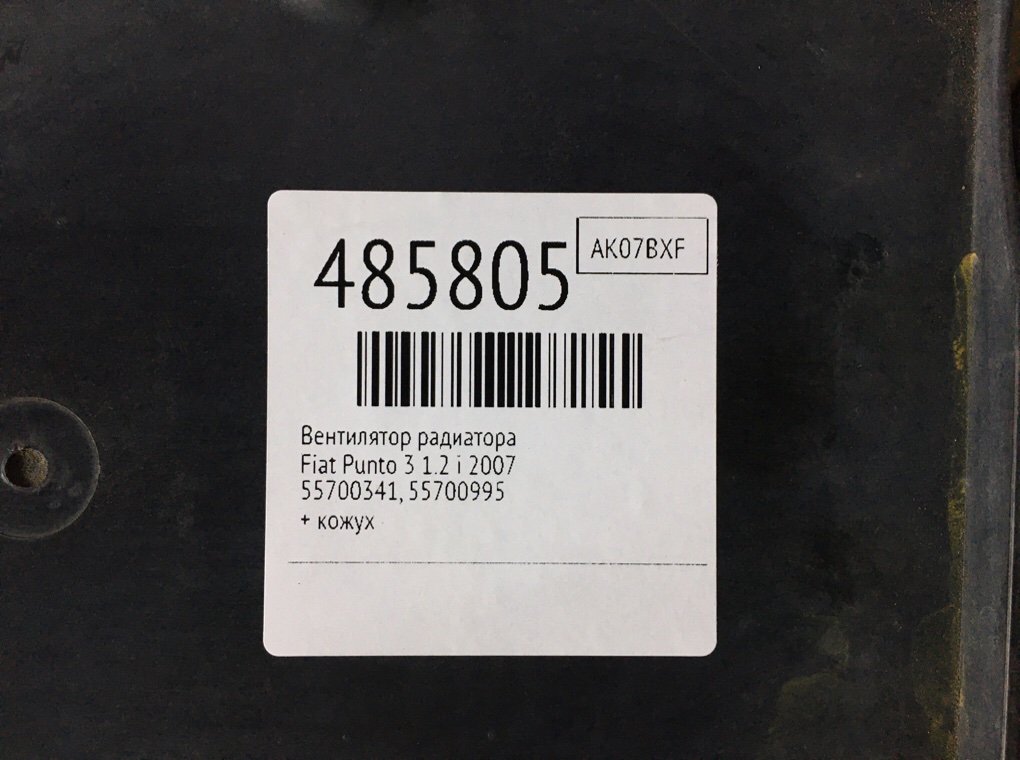 485805
AK07BXF
Вентилятор радиатора
Fiat Punto 3 1.2 i 2007
55700341, 55700995
+ кожух